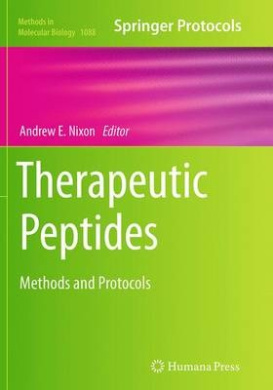 Methods in
Molecular Biology 1088
Springer Protocols
Andrew E. Nixon Editor
Therapeutic
Peptides
Methods and Protocols
Humana Press